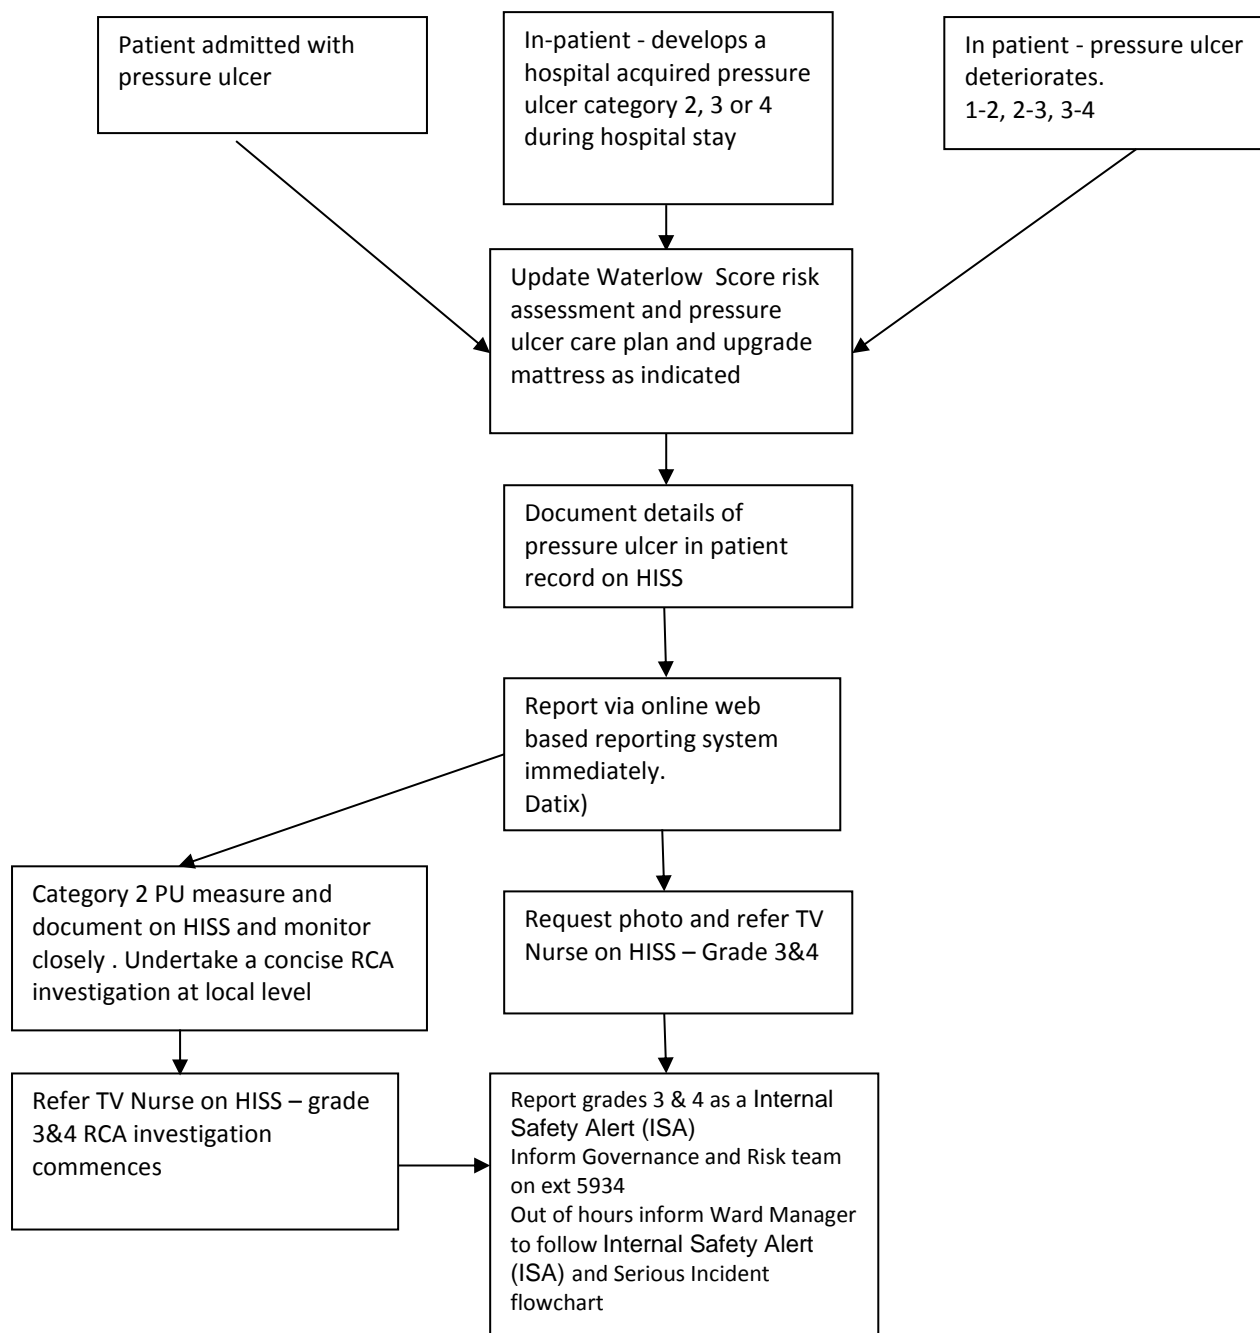 Patient admitted with
pressure ulcer
In-patient - develops a
hospital acquired pressure
ulcer category 2, 3 or 4
during hospital stay
In patient - pressure ulcer
deteriorates.
1-2, 2-3, 3-4
Update Waterlow  Score risk
assessment and pressure
ulcer care plan and upgrade
mattress as indicated
Document details of
pressure ulcer in patient
record on HISS
Report via online web
based reporting system
immediately.
Datix)
Category 2 PU measure and
document on HISS and monitor
closely . Undertake a concise RCA
investigation at local level
Request photo and refer TV
Nurse on HISS – Grade 3&4
Refer TV Nurse on HISS – grade
3&4 RCA investigation
commences
Report grades 3 & 4 as a Internal
Safety Alert (ISA)
Inform Governance and Risk team
on ext 5934
Out of hours inform Ward Manager
to follow Internal Safety Alert
(ISA) and Serious Incident
flowchart